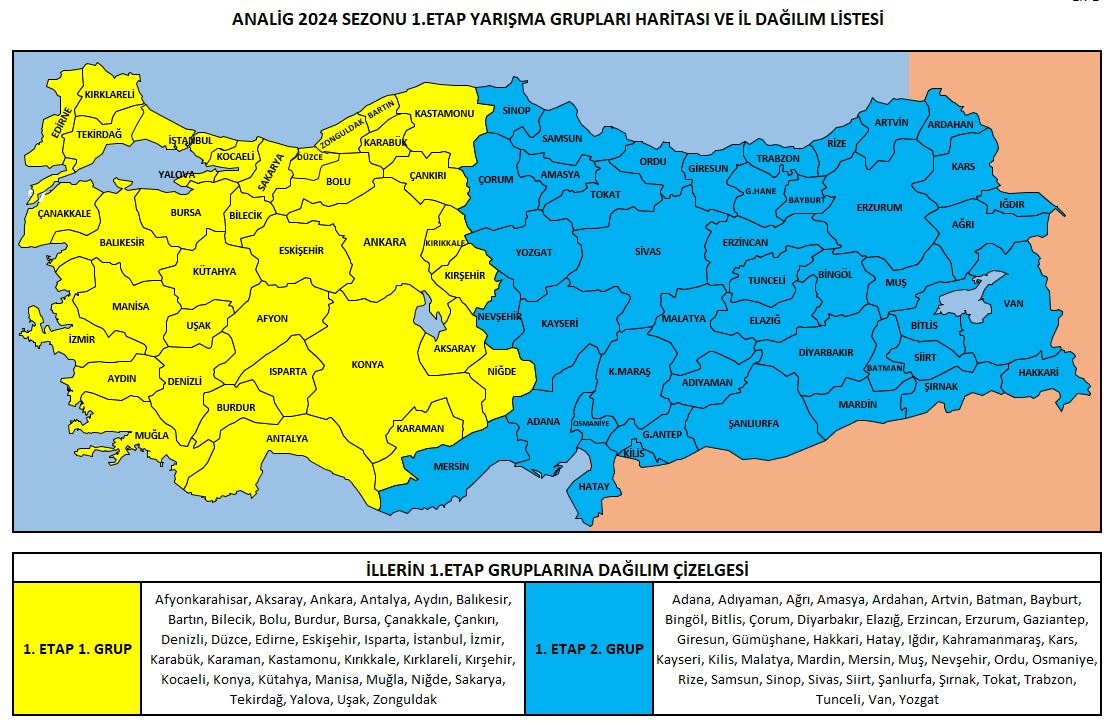 ANALİG 2024 SEZONU 1.ETAP YARIŞMA GRUPLARI HARİTASI VE İL DAĞILIM LİSTESİ
KIRKLARELİ
EDİRNE
TEKİRDAĞ
İSTANBUL
KOCAELİ
YALOVA
SAKARYA
DÜZCE
ZONGULDAK
BARTIN
KARABÜK
KASTAMONU
SİNOP
SAMSUN
ORDU
GİRESUN
TRABZON
RİZE
ARTVİN
ARDAHAN
KARS
ÇANAKKALE
BURSA
BİLECİK
BOLU
ÇANKIRI
ÇORUM
AMASYA
TOKAT
G.HANE
BAYBURT
ERZURUM
IĞDIR
AĞRI
BALIKESİR
ESKİŞEHİR
ANKARA
KIRIKKALE
YOZGAT
SİVAS
ERZİNCAN
KÜTAHYA
KIRŞEHİR
TUNCELİ
BİNGÖL
MUŞ
VAN
MANİSA
UŞAK
AFYON
NEVŞEHİR
KAYSERİ
MALATYA
ELAZIĞ
BİTLİS
İZMİR
AKSARAY
DİYARBAKIR
SİİRT
AYDIN
DENİZLİ
ISPARTA
KONYA
NİĞDE
K.MARAŞ
ADIYAMAN
BATMAN
ŞIRNAK
HAKKARİ
BURDUR
MUĞLA
ANTALYA
KARAMAN
ADANA
OSMANİYE
G.ANTEP
ŞANLIURFA
MARDİN
MERSİN
KİLİS
HATAY
İLLERİN 1.ETAP GRUPLARINA DAĞILIM ÇİZELGESİ
1. ETAP 1. GRUP
Afyonkarahisar, Aksaray, Ankara, Antalya, Aydın, Balıkesir,
Bartın, Bilecik, Bolu, Burdur, Bursa, Çanakkale, Çankırı,
Denizli, Düzce, Edirne, Eskişehir, Isparta, İstanbul, İzmir,
Karabük, Karaman, Kastamonu, Kırıkkale, Kırklareli, Kırşehir,
Kocaeli, Konya, Kütahya, Manisa, Muğla, Niğde, Sakarya,
Tekirdağ, Yalova, Uşak, Zonguldak
1. ETAP 2. GRUP
Adana, Adıyaman, Ağrı, Amasya, Ardahan, Artvin, Batman, Bayburt,
Bingöl, Bitlis, Çorum, Diyarbakır, Elazığ, Erzincan, Erzurum, Gaziantep,
Giresun, Gümüşhane, Hakkari, Hatay, Iğdır, Kahramanmaraş, Kars,
Kayseri, Kilis, Malatya, Mardin, Mersin, Muş, Nevşehir, Ordu, Osmaniye,
Rize, Samsun, Sinop, Sivas, Siirt, Şanlıurfa, Şırnak, Tokat, Trabzon,
Tunceli, Van, Yozgat